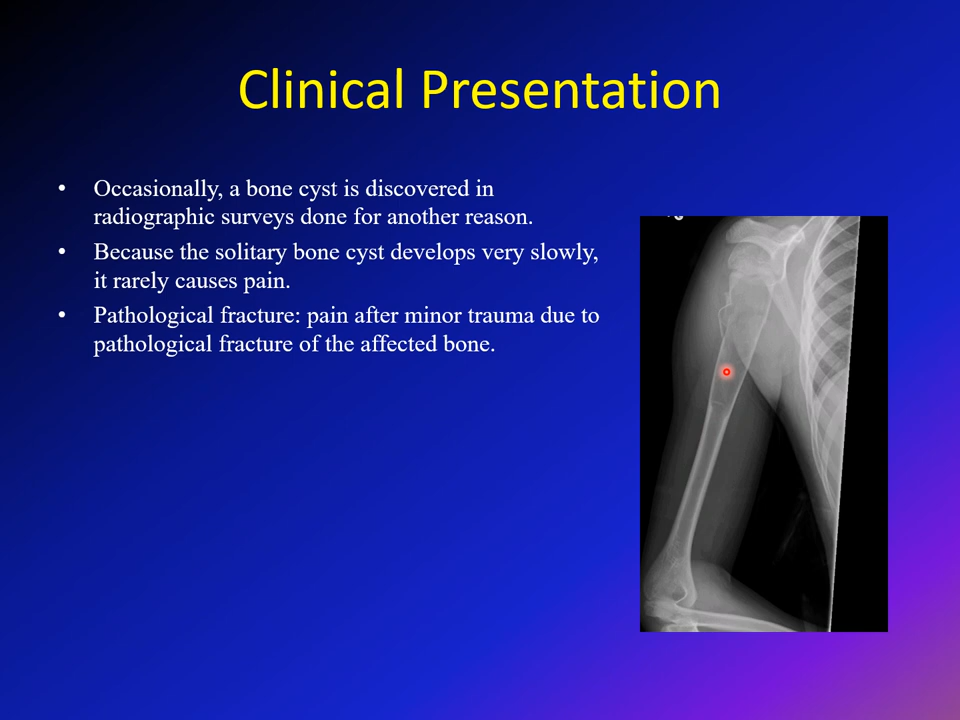 Clinical Presentation
• Occasionally, a bone cyst is discovered in
radiographic surveys done for another reason.
• Because the solitary bone cyst develops very slowly,
it rarely causes pain.
• Pathological fracture: pain after minor trauma due to
pathological fracture of the affected bone.